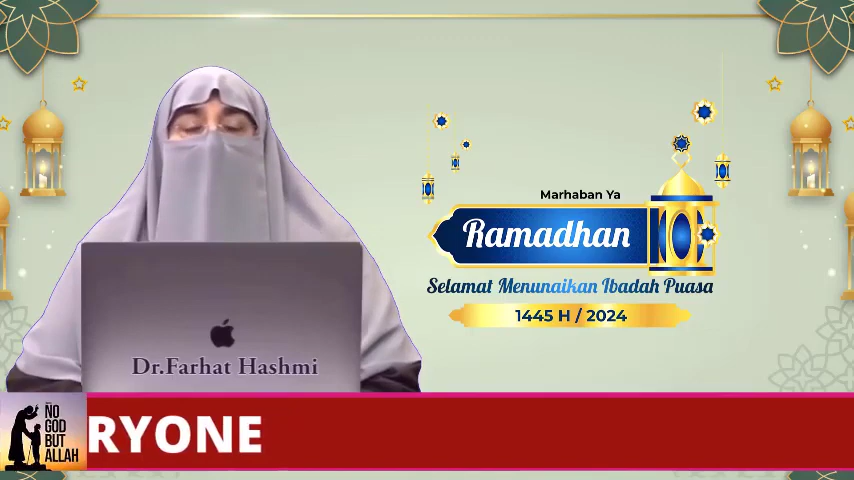 Marhaban Ya
Ramadhan
Selamat Menunaikan Ibadah Puasa
1445 H / 2024
Dr.Farhat Hashmi
NO
GOD
BUT
ALLAH
RYONE